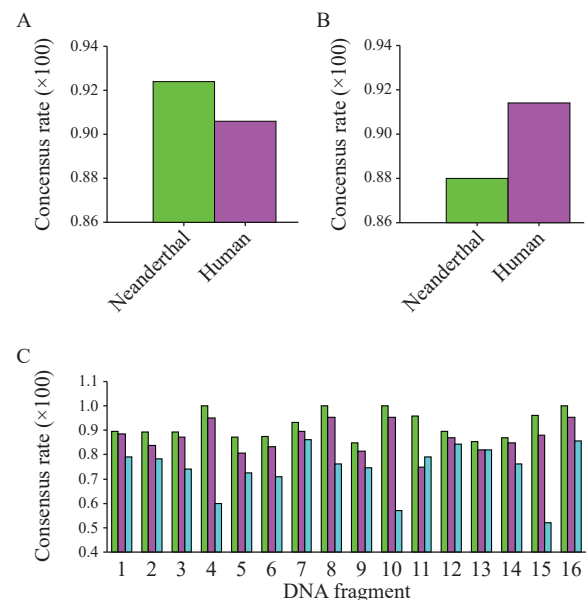 A
B
Concensus rate (×100)
0.94
0.92
0.90
0.88
0.86
Neanderthal
Human
Concensus rate (×100)
0.94
0.92
0.90
0.88
0.86
Neanderthal
Human
C
Consensus rate (×100)
1.1
1.0
0.9
0.8
0.7
0.6
0.5
0.4
1 2 3 4 5 6 7 8 9 10 11 12 13 14 15 16
DNA fragment